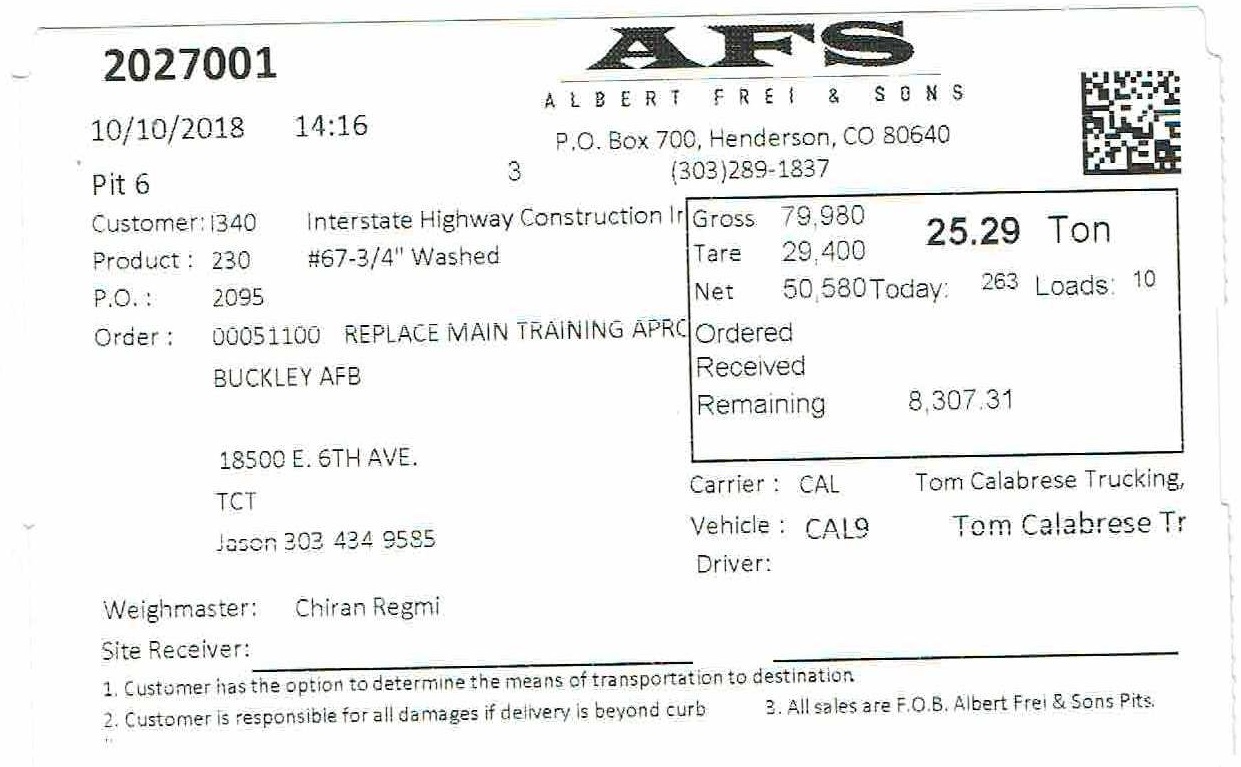 2027001
AFS
ALBERT FREI & SONS
10/10/2018 14:16
P.O. Box 700, Henderson, CO 80640
Pit 6
3 (303)289-1837
Customer: I340 Interstate Highway Construction Ir
Product : 230 #67-3/4" Washed
P.O. : 2095
Order : 00051100 REPLACE MAIN TRAINING APRO
BUCKLEY AFB
18500 E. 6TH AVE.
TCT
Jason 303 434 9585
Gross 79,980 25.29 Ton
Tare 29,400
Net 50,580 Today: 263 Loads: 10
Ordered
Received
Remaining 8,307.31
Carrier : CAL Tom Calabrese Trucking,
Vehicle : CAL9 Tom Calabrese Tr
Driver:
Weighmaster: Chiran Regmi
Site Receiver:
1. Customer has the option to determine the means of transportation to destination
2. Customer is responsible for all damages if delivery is beyond curb 3. All sales are F.O.B. Albert Frei & Sons Pits.